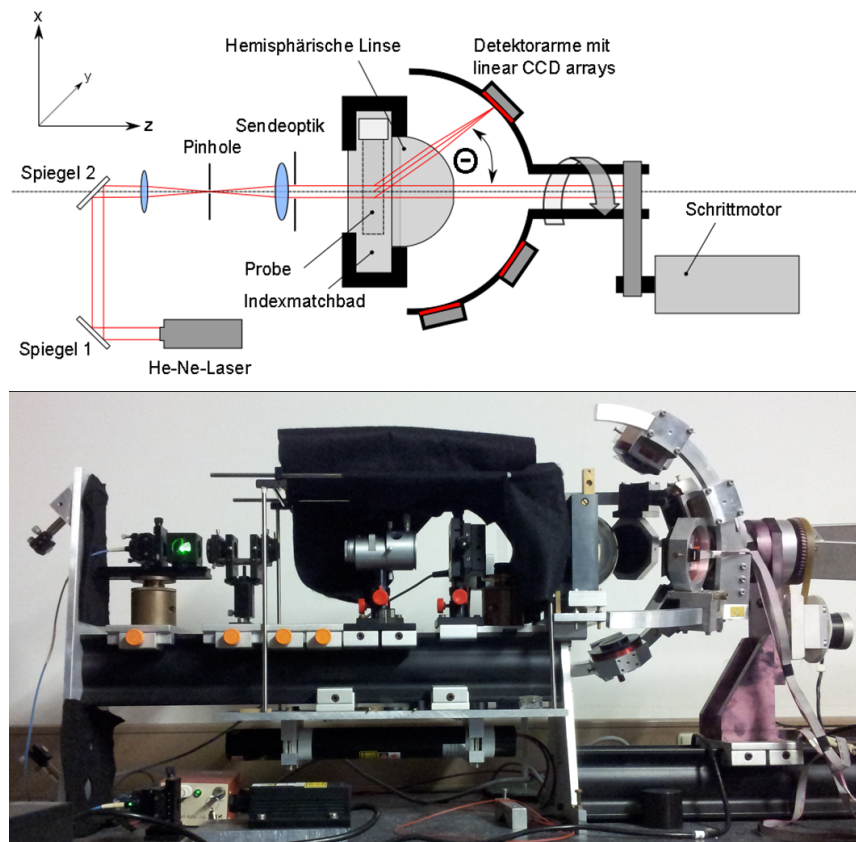 x
y
z
Hemisphärische Linse
Detektorarme mit
linear CCD arrays
Sendeoptik
Pinhole
Spiegel 2
Θ
Schrittmotor
Probe
Indexmatchbad
Spiegel 1
He-Ne-Laser